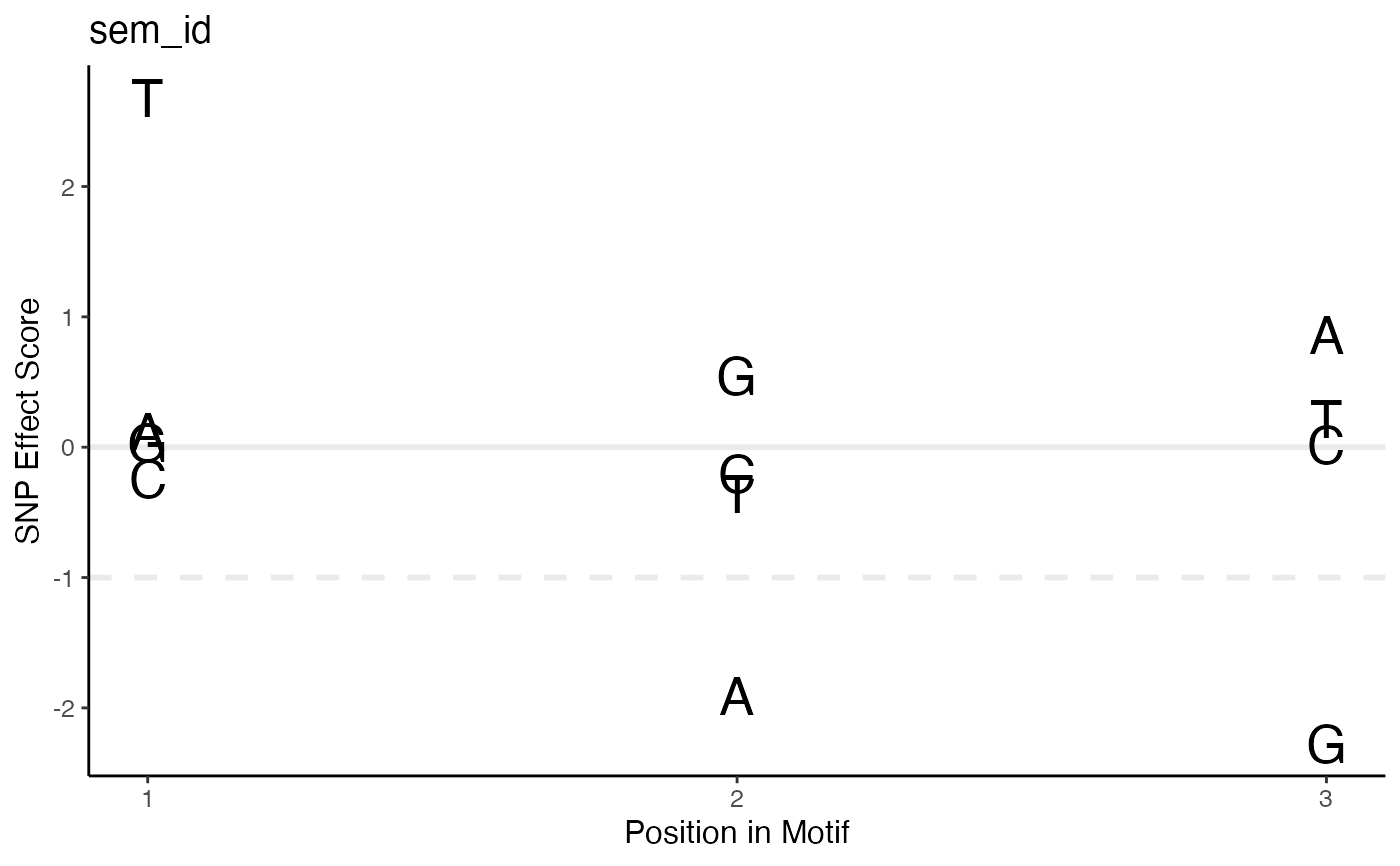 sem_id
T
2
1
A
G
T
A
G
C
0
C
C
T
-1
A
-2
G
1 2 3
Position in Motif
SNP Effect Score